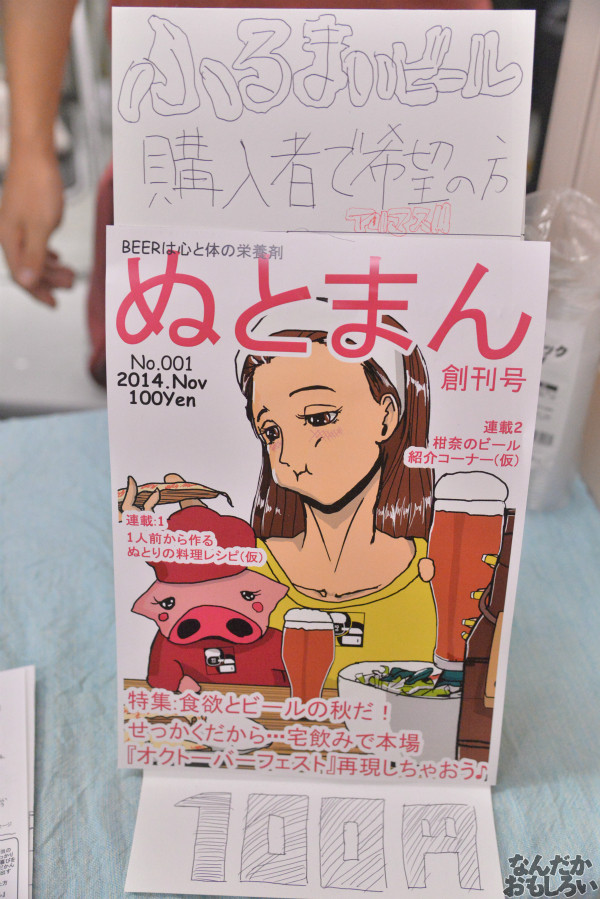 ふるまいビール
購入者で希望の方
BEERは心と体の栄養剤
ぬとまん
No.001
2014.Nov
100Yen
創刊号
連載2
柑奈のビール
紹介コーナー(仮)
連載:1
1人前から作る
ぬとりの料理レシピ(仮)
特集:食欲とビールの秋だ!
せっかくだから…宅飲みで本場
『オクトーバーフェスト』再現しちゃおう♪
100円
なんだか
おもしろい